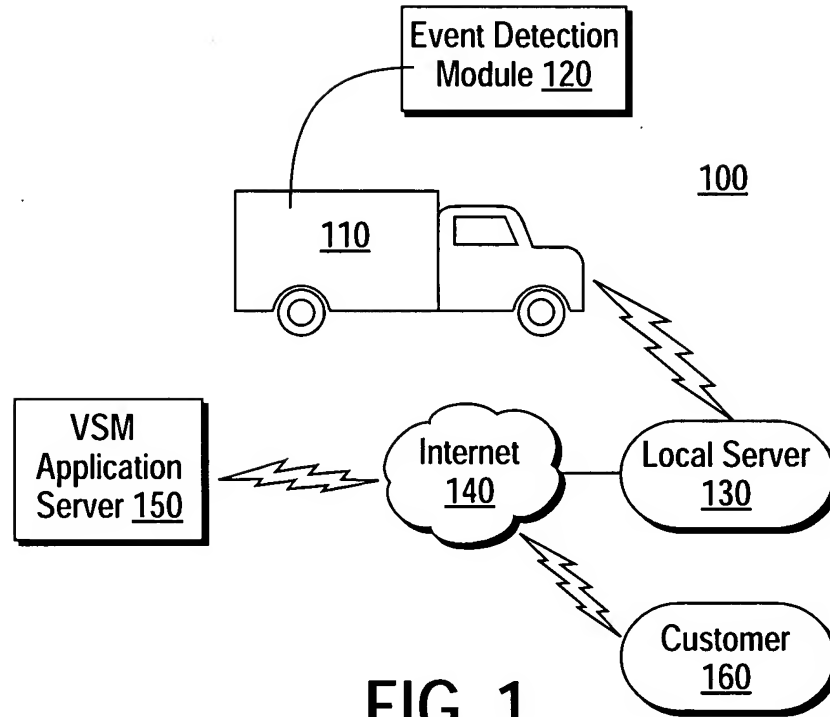 Event Detection
Module 120
100
110
VSM
Application
Server 150
Internet
140
Local Server
130
Customer
160
FIG. 1